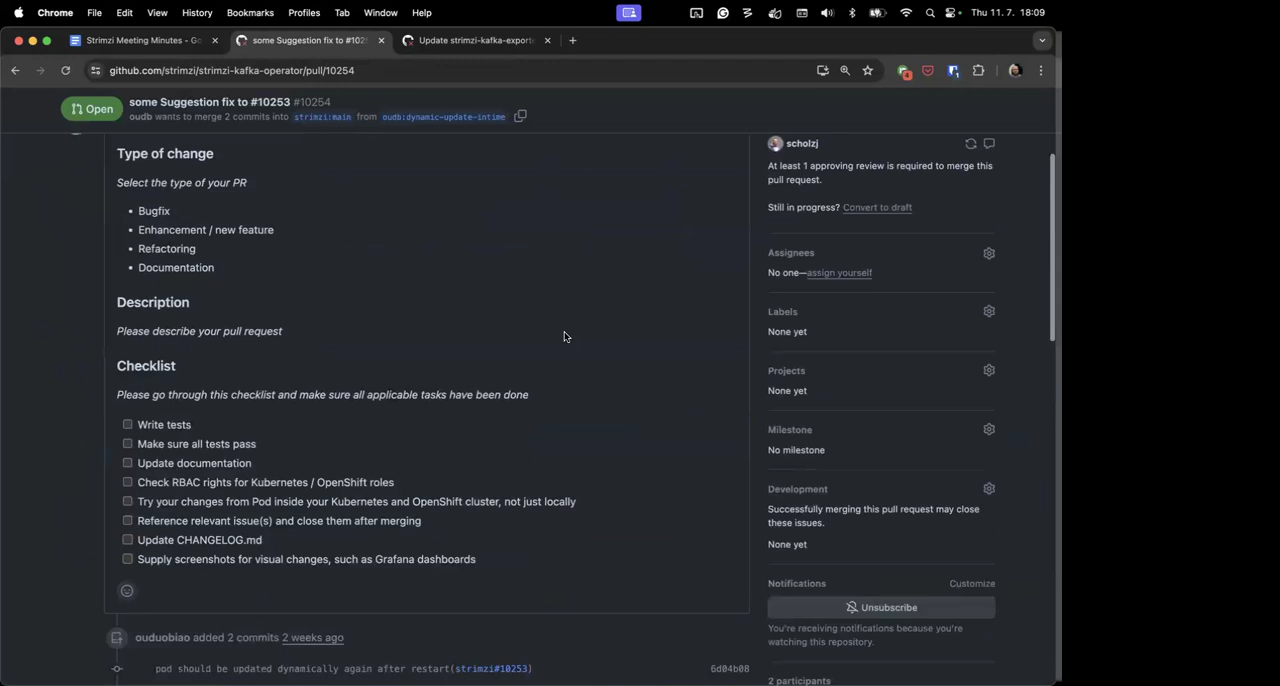 Chrome File Edit View History Bookmarks Profiles Tab Window Help Thu 11. 7. 18:09
Strimzi Meeting Minutes - Go
some Suggestion fix to #1025
Update strimzi-kafka-exporte
github.com/strimzi/strimzi-kafka-operator/pull/10254
4
1
Open
some Suggestion fix to #10253 #10254
oudb wants to merge 2 commits into strimzi:main from oudb:dynamic-update-intime
Type of change
Select the type of your PR
• Bugfix
• Enhancement / new feature
• Refactoring
• Documentation
Description
Please describe your pull request
Checklist
Please go through this checklist and make sure all applicable tasks have been done
Write tests
Make sure all tests pass
Update documentation
Check RBAC rights for Kubernetes / OpenShift roles
Try your changes from Pod inside your Kubernetes and OpenShift cluster, not just locally
Reference relevant issue(s) and close them after merging
Update CHANGELOG.md
Supply screenshots for visual changes, such as Grafana dashboards
ouduobiao added 2 commits 2 weeks ago
pod should be updated dynamically again after restart(strimzi#10253) 6d04b08
scholzj
At least 1 approving review is required to merge this
pull request.
Still in progress? Convert to draft
Assignees
No one—assign yourself
Labels
None yet
Projects
None yet
Milestone
No milestone
Development
Successfully merging this pull request may close
these issues.
None yet
Notifications Customize
Unsubscribe
You're receiving notifications because you're
watching this repository.
2 participants